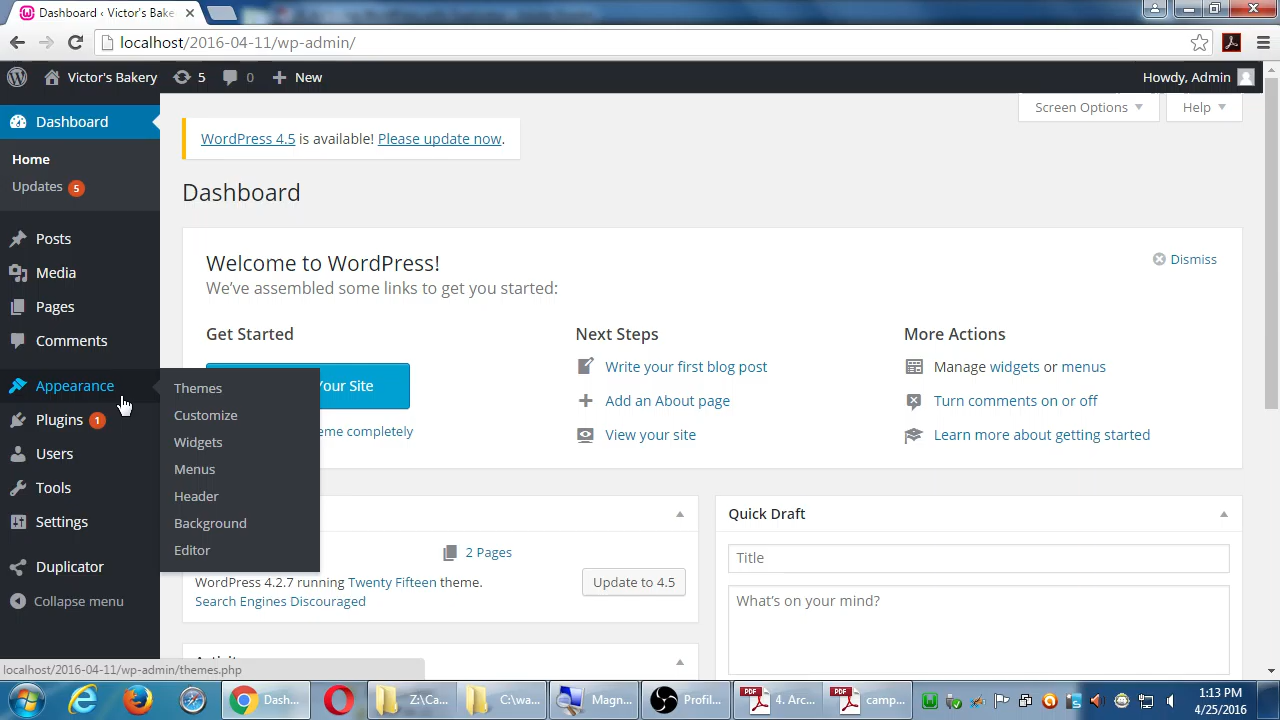 Dashboard ‹ Victor's Bake
localhost/2016-04-11/wp-admin/
Victor's Bakery 5 0 New
Howdy, Admin
Dashboard
Home
Updates 5
Posts
Media
Pages
Comments
Appearance
Plugins 1
Users
Tools
Settings
Duplicator
Collapse menu
Themes
Customize
Widgets
Menus
Header
Background
Editor
Screen Options
Help
WordPress 4.5 is available! Please update now.
Dashboard
Welcome to WordPress!
We've assembled some links to get you started:
Dismiss
Get Started
Your Site
eme completely
Next Steps
Write your first blog post
Add an About page
View your site
More Actions
Manage widgets or menus
Turn comments on or off
Learn more about getting started
2 Pages
WordPress 4.2.7 running Twenty Fifteen theme.
Update to 4.5
Search Engines Discouraged
Quick Draft
Title
What's on your mind?
localhost/2016-04-11/wp-admin/themes.php
Dash...
Z:\Ca...
C:\wa...
Magn...
Profil...
4. Arc...
camp...
1:13 PM
4/25/2016